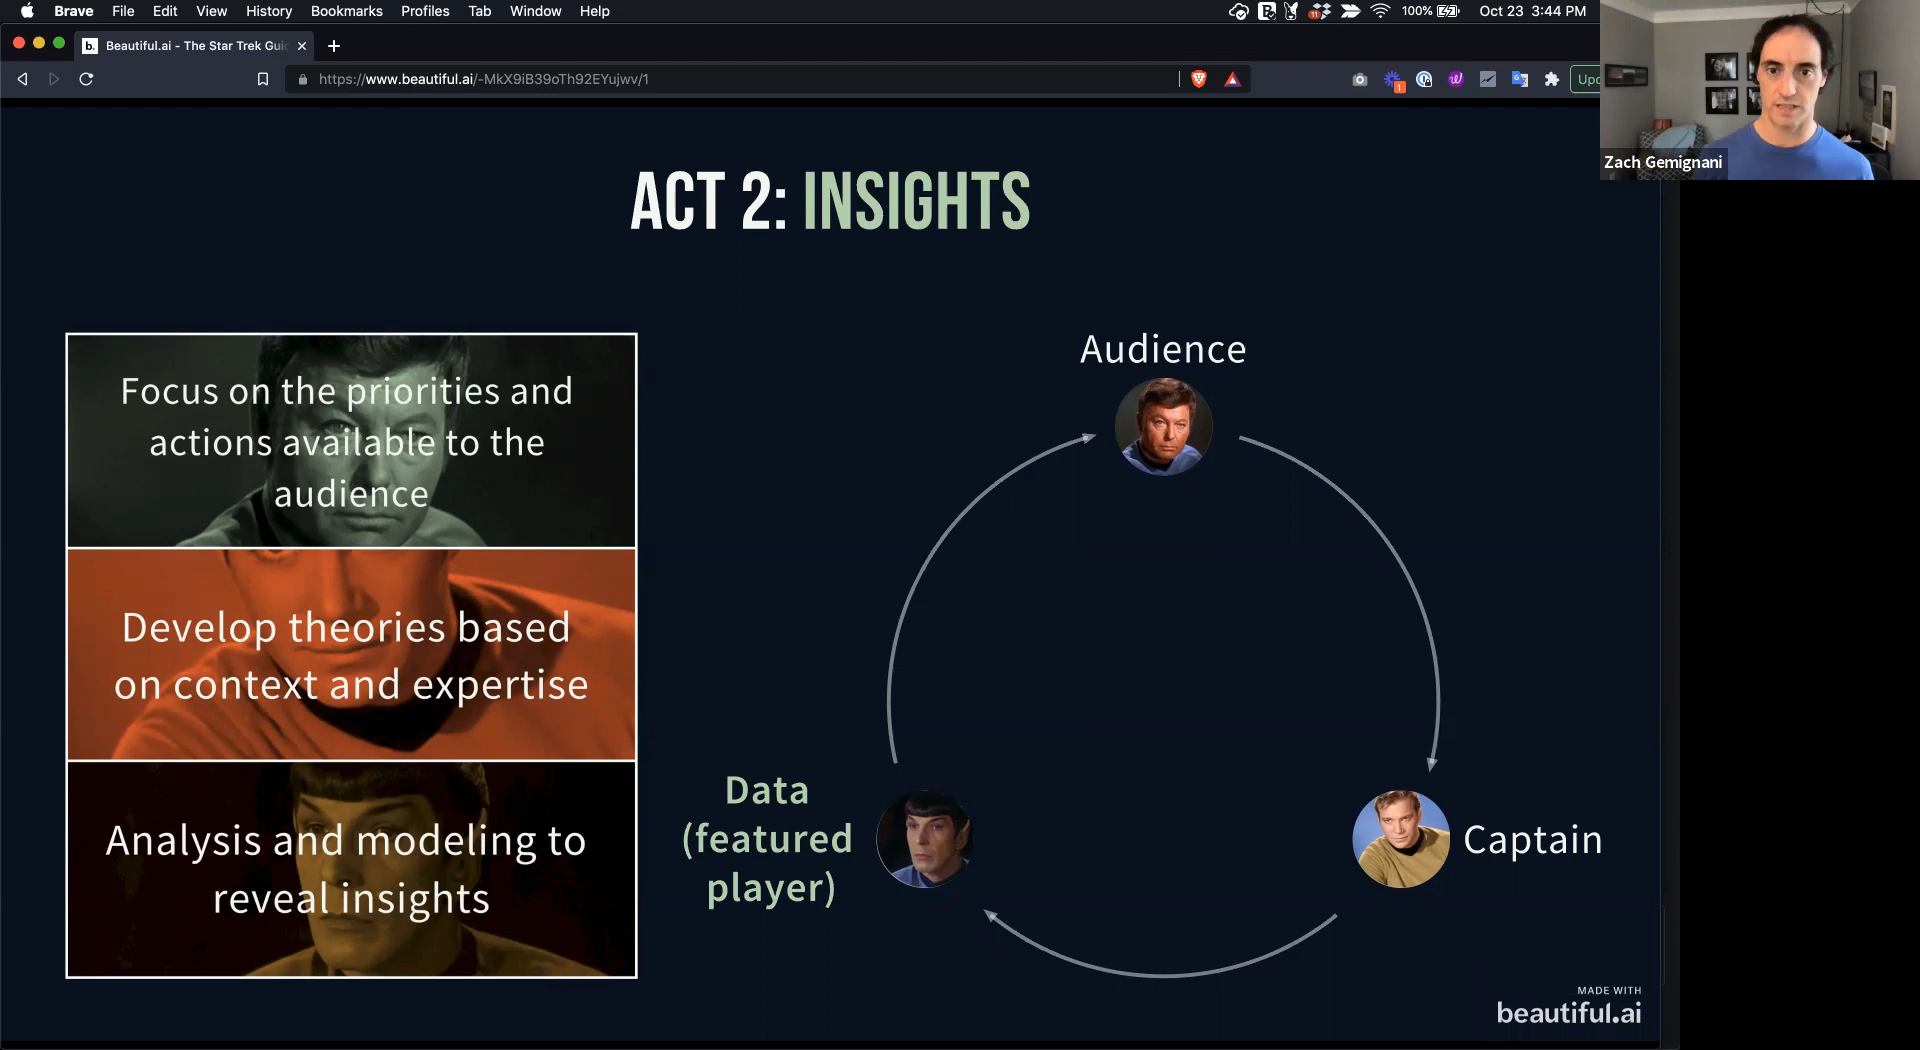 Brave File Edit View History Bookmarks Profiles Tab Window Help
11
100%
Oct 23 3:44 PM
b. Beautiful.ai - The Star Trek Gui
https://www.beautiful.ai/-MkX9iB39oTh92EYujwv/1
1
Zach Gemignani
ACT 2: INSIGHTS
Focus on the priorities and
actions available to the
audience
Develop theories based
on context and expertise
Analysis and modeling to
reveal insights
Audience
Data
(featured
player)
Captain
MADE WITH
beautiful.ai